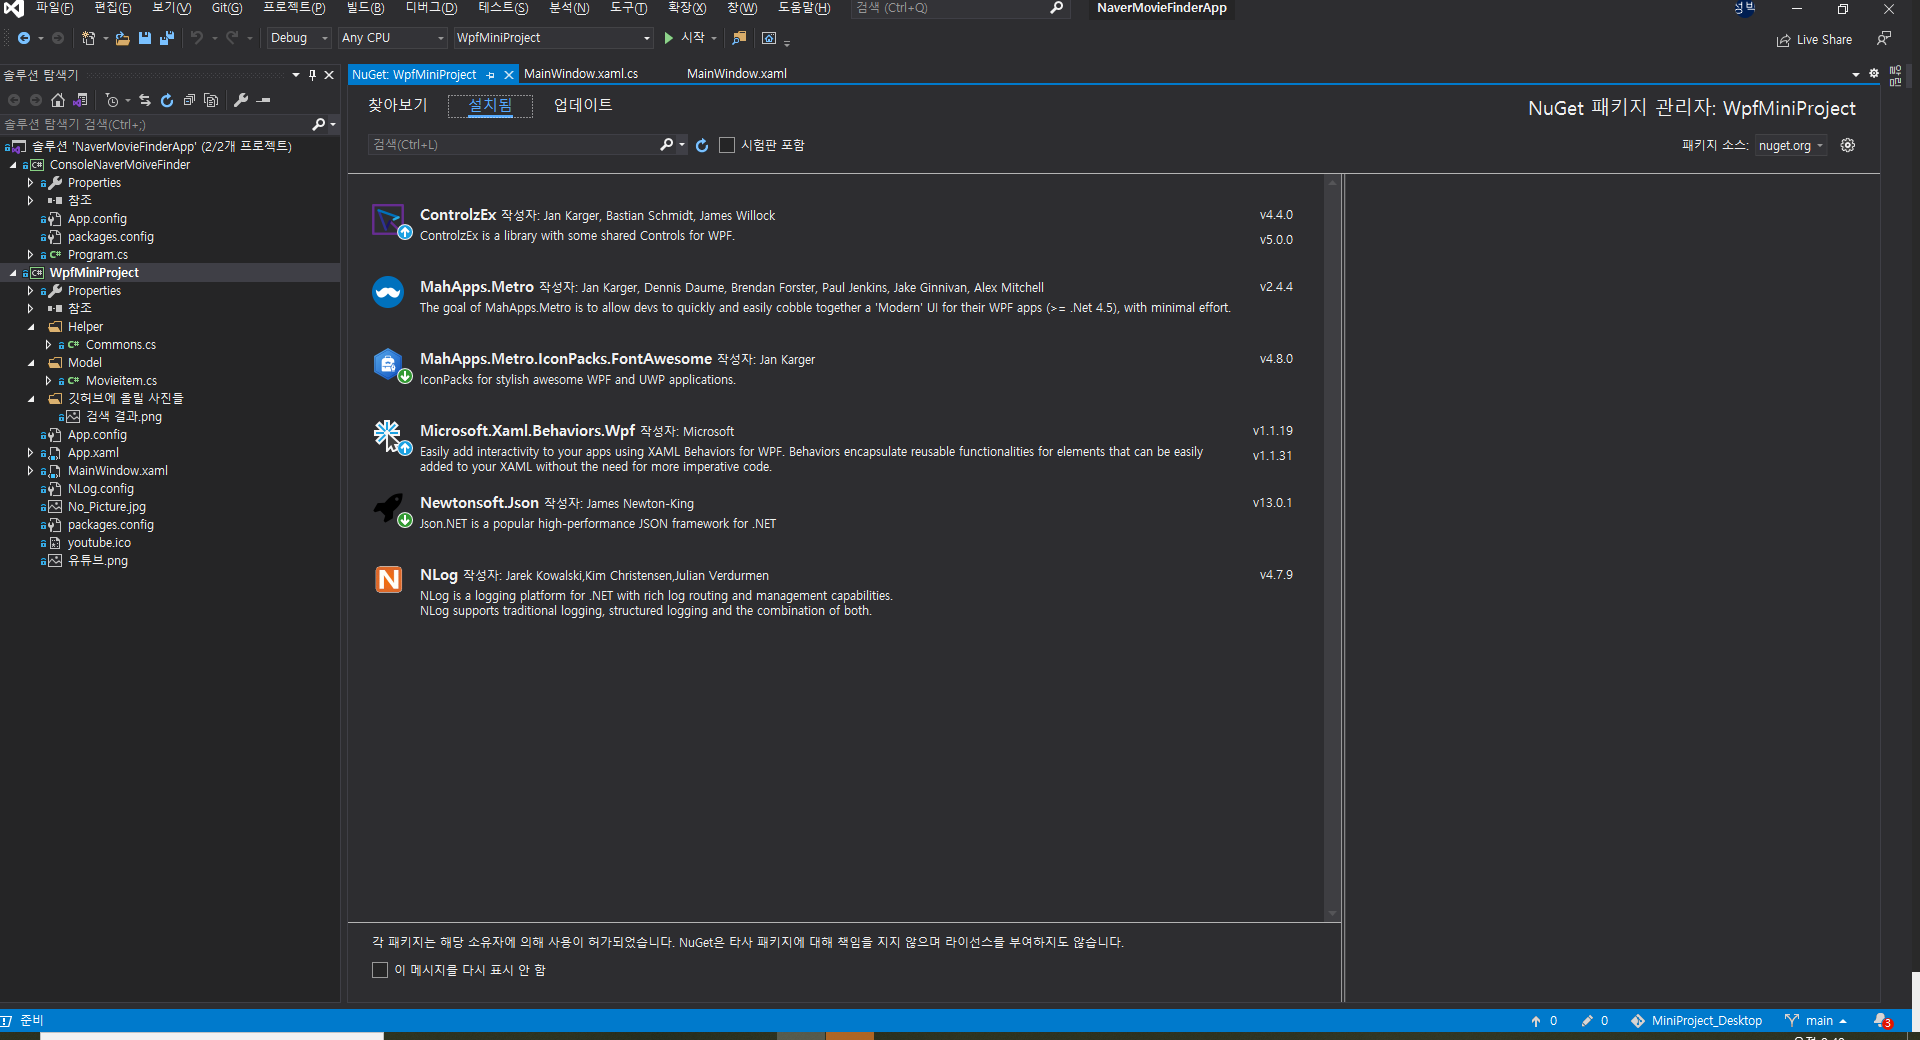 파일(F) 편집(E) 보기(V) Git(G) 프로젝트(P) 빌드(B) 디버그(D) 테스트(S) 분석(N) 도구(T) 확장(X) 창(W) 도움말(H) 검색 (Ctrl+Q) NaverMovieFinderApp
Debug Any CPU WpfMiniProject 시작 Live Share
솔루션 탐색기
솔루션 탐색기 검색(Ctrl+;)
솔루션 'NaverMovieFinderApp' (2/2개 프로젝트)
ConsoleNaverMoiveFinder
Properties
참조
App.config
packages.config
Program.cs
WpfMiniProject
Properties
참조
Helper
Commons.cs
Model
Movieitem.cs
깃허브에 올릴 사진들
검색 결과.png
App.config
App.xaml
MainWindow.xaml
NLog.config
No_Picture.jpg
packages.config
youtube.ico
유튜브.png
NuGet: WpfMiniProject MainWindow.xaml.cs MainWindow.xaml
찾아보기 설치됨 업데이트
NuGet 패키지 관리자: WpfMiniProject
검색(Ctrl+L) 시험판 포함
패키지 소스: nuget.org
ControlzEx 작성자: Jan Karger, Bastian Schmidt, James Willock v4.4.0
ControlzEx is a library with some shared Controls for WPF. v5.0.0
MahApps.Metro 작성자: Jan Karger, Dennis Daume, Brendan Forster, Paul Jenkins, Jake Ginnivan, Alex Mitchell v2.4.4
The goal of MahApps.Metro is to allow devs to quickly and easily cobble together a 'Modern' UI for their WPF apps (>= .Net 4.5), with minimal effort.
MahApps.Metro.IconPacks.FontAwesome 작성자: Jan Karger v4.8.0
IconPacks for stylish awesome WPF and UWP applications.
Microsoft.Xaml.Behaviors.Wpf 작성자: Microsoft v1.1.19
Easily add interactivity to your apps using XAML Behaviors for WPF. Behaviors encapsulate reusable functionalities for elements that can be easily v1.1.31
added to your XAML without the need for more imperative code.
Newtonsoft.Json 작성자: James Newton-King v13.0.1
Json.NET is a popular high-performance JSON framework for .NET
NLog 작성자: Jarek Kowalski,Kim Christensen,Julian Verdurmen v4.7.9
NLog is a logging platform for .NET with rich log routing and management capabilities.
NLog supports traditional logging, structured logging and the combination of both.
각 패키지는 해당 소유자에 의해 사용이 허가되었습니다. NuGet은 타사 패키지에 대해 책임을 지지 않으며 라이선스를 부여하지도 않습니다.
이 메시지를 다시 표시 안 함
준비 0 0 MiniProject_Desktop main 3